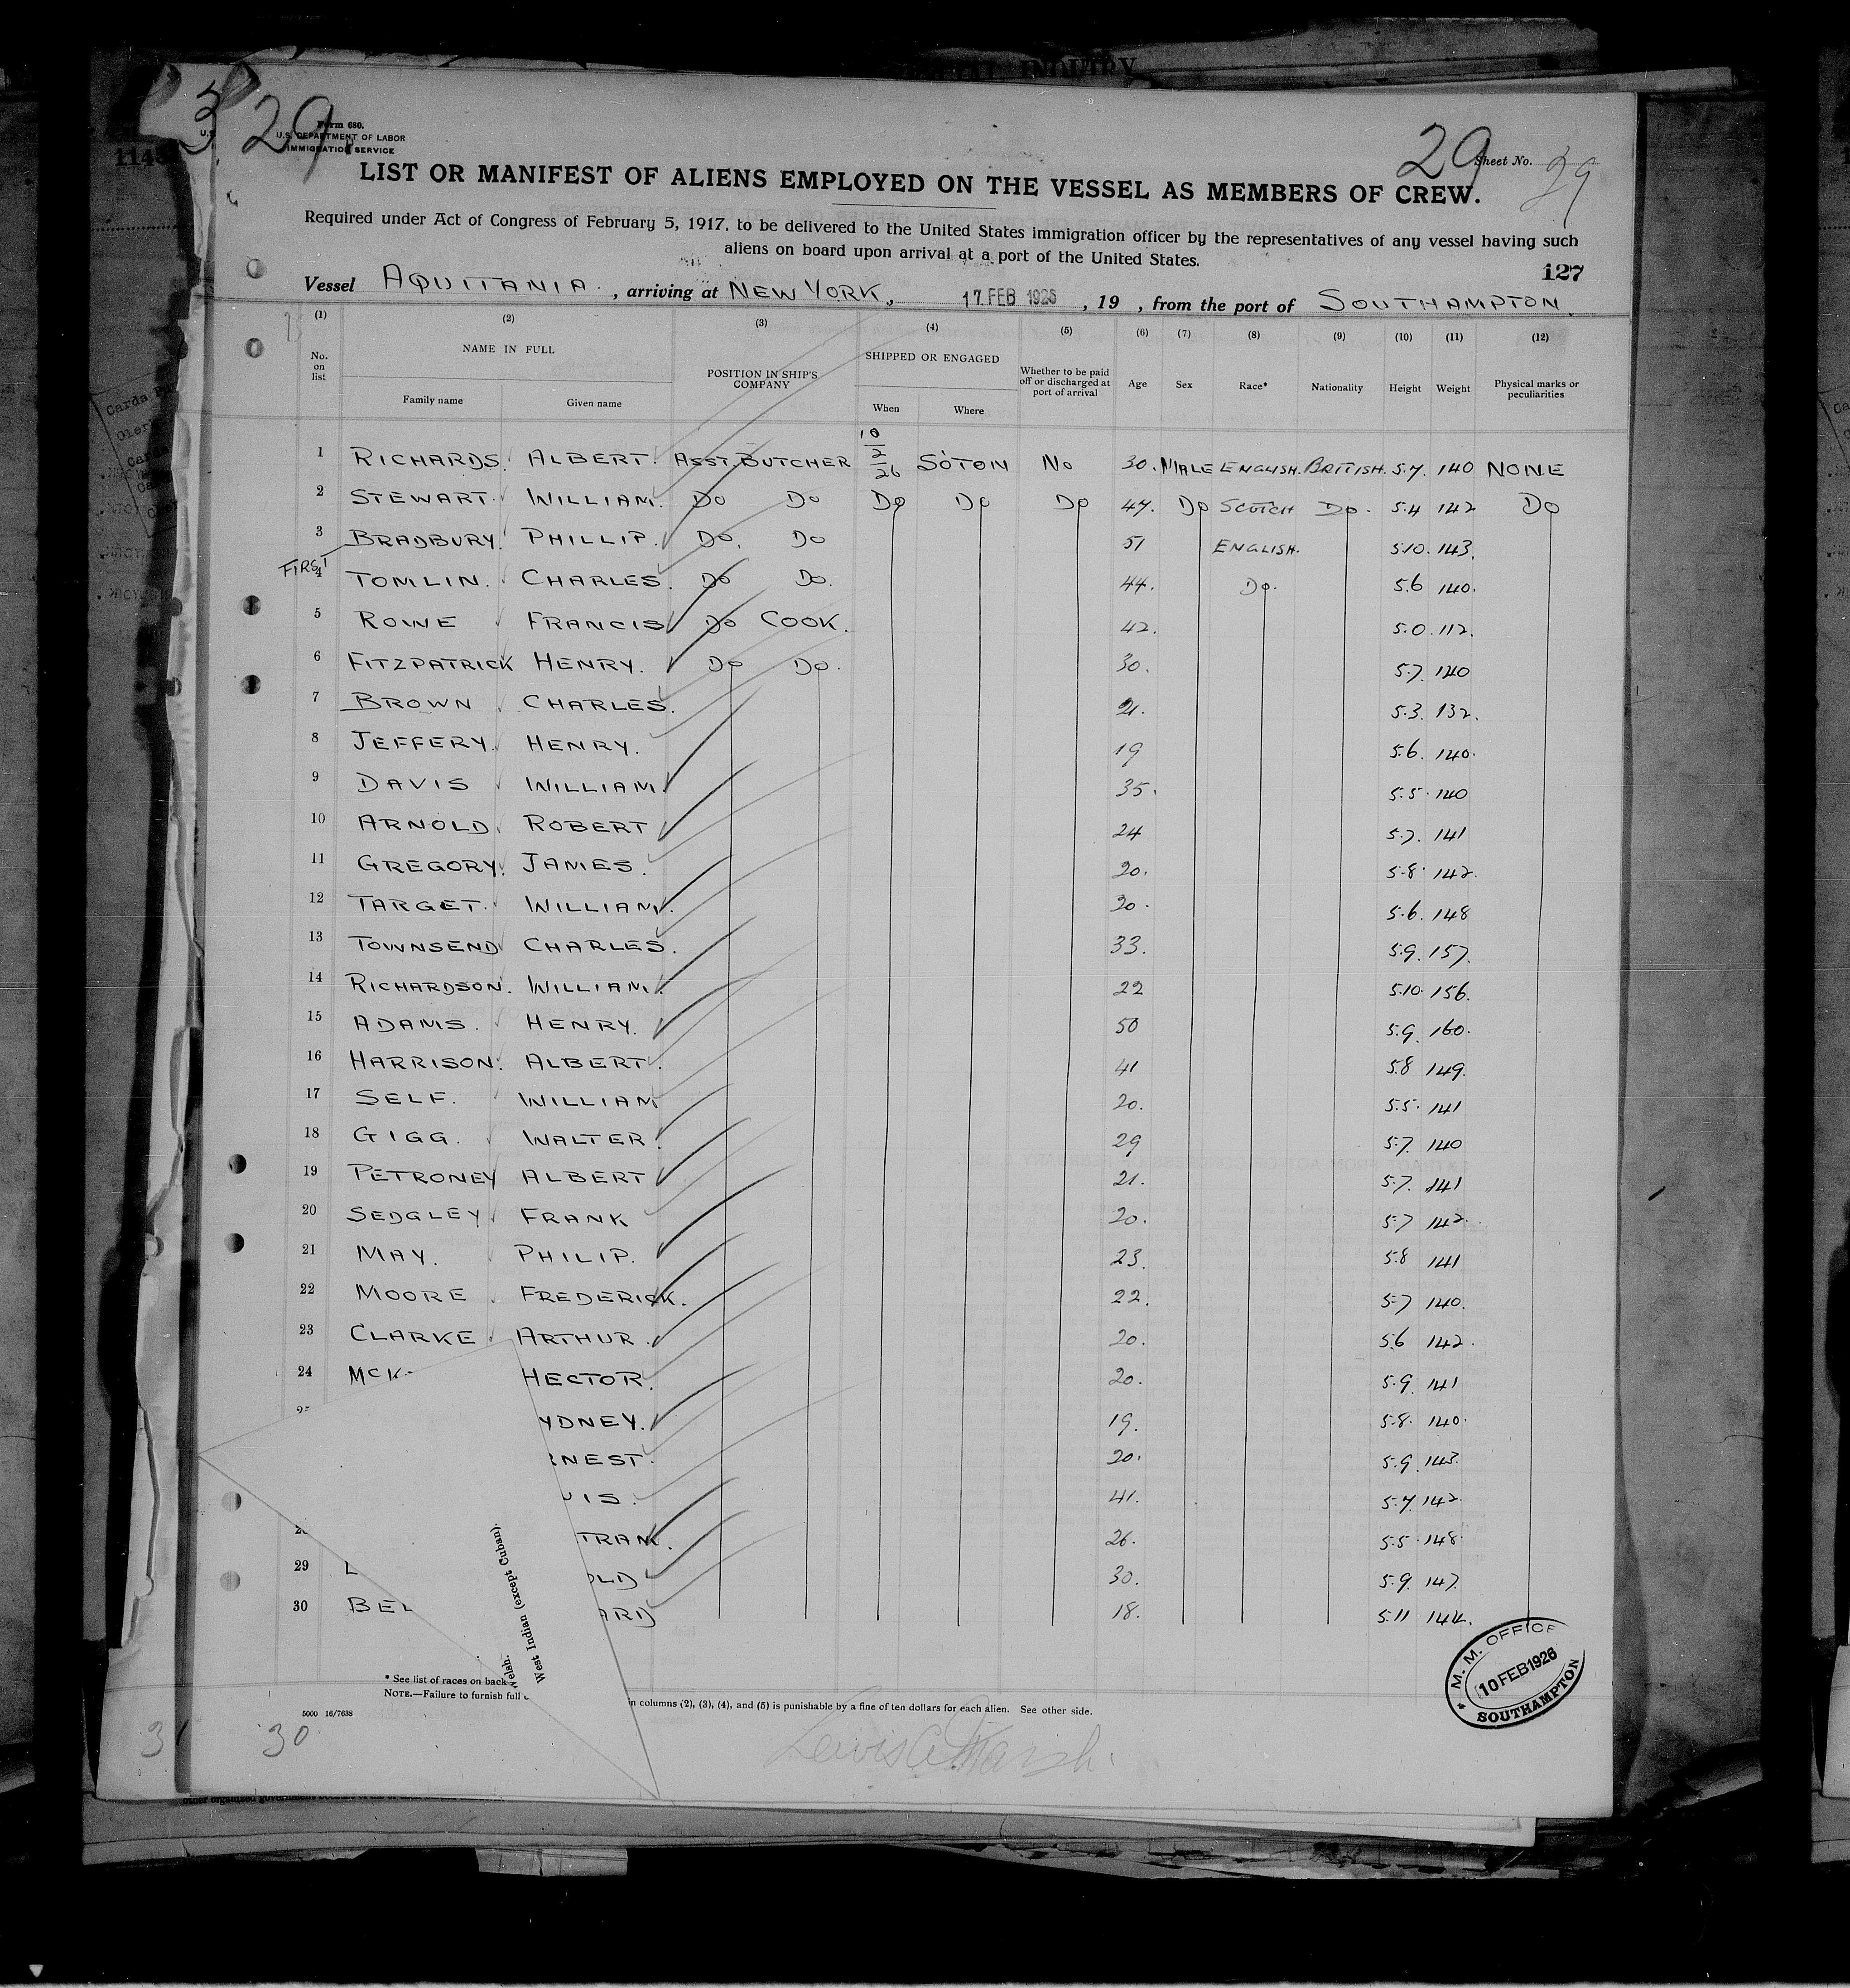 INQUIRY
3 29
Form 680.
U.S. DEPARTMENT OF LABOR
IMMIGRATION SERVICE
29 Sheet No. 29
LIST OR MANIFEST OF ALIENS EMPLOYED ON THE VESSEL AS MEMBERS OF CREW.
Required under Act of Congress of February 5, 1917, to be delivered to the United States immigration officer by the representatives of any vessel having such
aliens on board upon arrival at a port of the United States.
127
Vessel AQUITANIA., arriving at NEW YORK, 17 FEB 1926, 19 , from the port of SOUTHAMPTON.
(1) (2) (3) (4) (5) (6) (7) (8) (9) (10) (11) (12)
No. on list NAME IN FULL POSITION IN SHIP'S COMPANY SHIPPED OR ENGAGED Whether to be paid off or discharged at port of arrival Age Sex Race* Nationality Height Weight Physical marks or peculiarities
Family name Given name When Where
1 RICHARDS. ALBERT. ASST BUTCHER 10/2/26 SÓTON NO 30. MALE ENGLISH. BRITISH. 5.7. 140 NONE
2 STEWART. WILLIAM. DO DO DO DO DO 47. DO SCOTCH DO. 5.4 142 DO
3 BRADBURY. PHILLIP. DO. DO 51 ENGLISH. 5.10. 143.
FIRST
4 TOMLIN. CHARLES. DO DO. 44. DO. 5.6 140.
5 ROWE FRANCIS DO COOK. 42. 5.0. 112.
6 FITZPATRICK HENRY. DO DO. 30. 5.7. 140
7 BROWN CHARLES. 21. 5.3. 132.
8 JEFFERY. HENRY. 19 5.6. 140.
9 DAVIS WILLIAM. 35. 5.5. 140
10 ARNOLD. ROBERT 24 5.7. 141
11 GREGORY. JAMES. 20. 5.8. 142.
12 TARGET. WILLIAM. 30. 5.6. 148
13 TOWNSEND CHARLES. 33. 5.9. 157.
14 RICHARDSON. WILLIAM. 22 5.10. 156.
15 ADAMS. HENRY. 50 5.9. 160.
16 HARRISON. ALBERT. 41 5.8 149.
17 SELF. WILLIAM 20. 5.5. 141
18 GIGG. WALTER. 29 5.7. 140
19 PETRONEY ALBERT 21. 5.7. 141
20 SEDGLEY. FRANK 20. 5.7 142.
21 MAY. PHILIP. 23. 5.8 141
22 MOORE. FREDERICK. 22. 5.7 140.
23 CLARKE. ARTHUR. 20. 5.6 142.
24 MCK HECTOR. 20. 5.9. 141
YDNEY. 19. 5.8. 140.
RNEST. 20. 5.9. 143.
UIS. 41. 5.7. 142.
TRAM. 26. 5.5. 148.
29 L OLD 30. 5.9. 147.
30 BEL ARD 18. 5.11 144.
Welsh.
West Indian (except Cuban).
* See list of races on back
NOTE.—Failure to furnish full
in columns (2), (3), (4), and (5) is punishable by a fine of ten dollars for each alien. See other side.
5000 16/7638
M. M. OFFICE
10 FEB 1926
SOUTHAMPTON
31 30
Lewis C. Marsh.